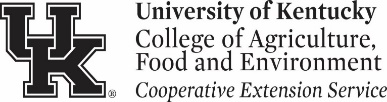 UK®
University of Kentucky
College of Agriculture,
Food and Environment
Cooperative Extension Service